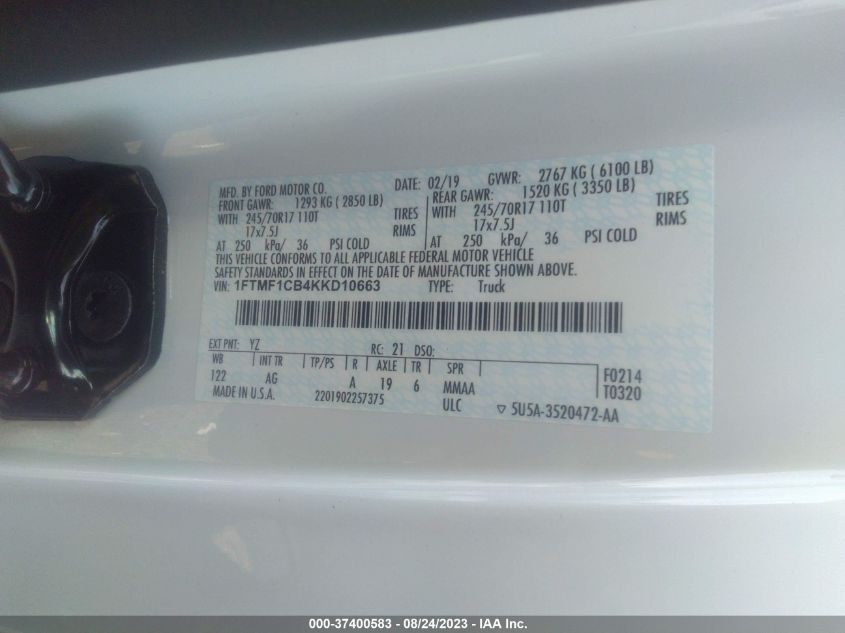 MFD. BY FORD MOTOR CO. DATE: 02/19 GVWR: 2767 KG ( 6100 LB)
FRONT GAWR: 1293 KG ( 2850 LB) REAR GAWR: 1520 KG ( 3350 LB)
WITH 245/70R17 110T TIRES WITH 245/70R17 110T TIRES
17x7.5J RIMS 17x7.5J RIMS
AT 250 kPa/ 36 PSI COLD AT 250 kPa/ 36 PSI COLD
THIS VEHICLE CONFORMS TO ALL APPLICABLE FEDERAL MOTOR VEHICLE
SAFETY STANDARDS IN EFFECT ON THE DATE OF MANUFACTURE SHOWN ABOVE.
VIN: 1FTMF1CB4KKD10663 TYPE: Truck
EXT PNT: YZ RC: 21 DSO:
WB INT TR TP/PS R AXLE TR SPR F0214
122 AG A 19 6 MMAA T0320
MADE IN U.S.A. 2201902257375 ULC ▽ 5U5A-3520472-AA
000-37400583 - 08/24/2023 - IAA Inc.